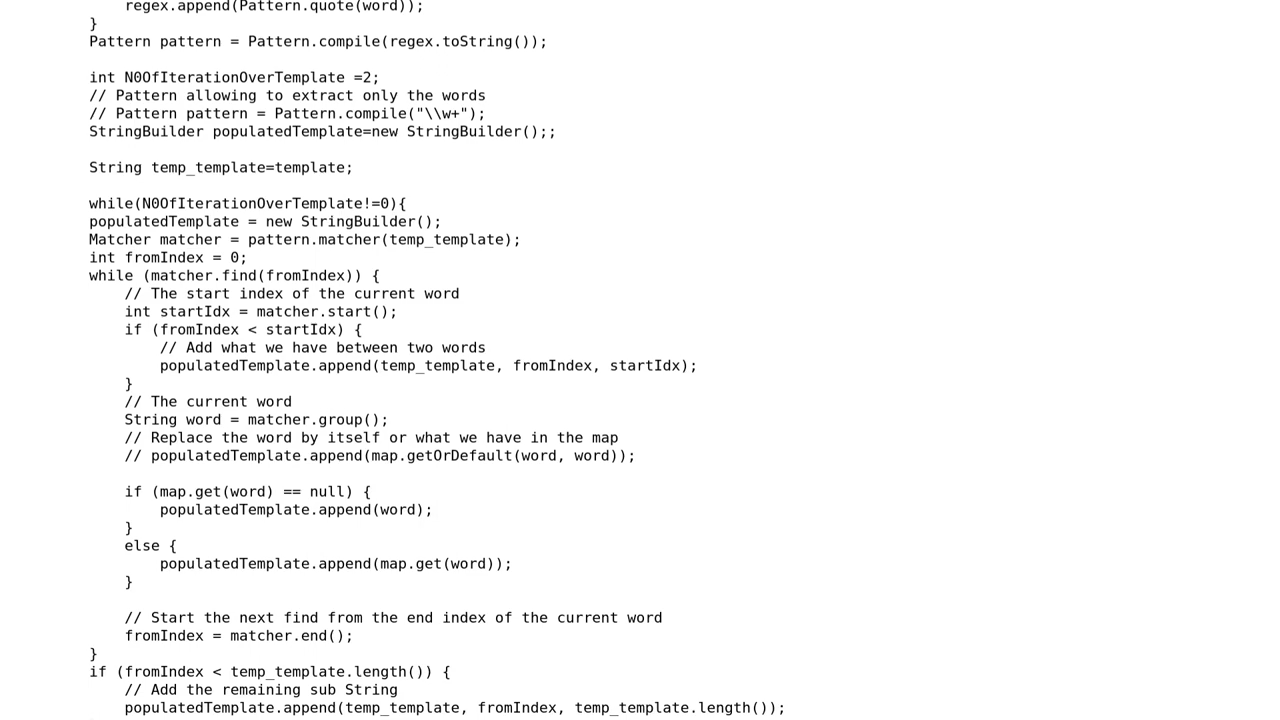 regex.append(Pattern.quote(word));
}
Pattern pattern = Pattern.compile(regex.toString());
int N0OfIterationOverTemplate =2;
// Pattern allowing to extract only the words
// Pattern pattern = Pattern.compile("\\w+");
StringBuilder populatedTemplate=new StringBuilder();;
String temp_template=template;
while(N0OfIterationOverTemplate!=0){
populatedTemplate = new StringBuilder();
Matcher matcher = pattern.matcher(temp_template);
int fromIndex = 0;
while (matcher.find(fromIndex)) {
// The start index of the current word
int startIdx = matcher.start();
if (fromIndex < startIdx) {
// Add what we have between two words
populatedTemplate.append(temp_template, fromIndex, startIdx);
}
// The current word
String word = matcher.group();
// Replace the word by itself or what we have in the map
// populatedTemplate.append(map.getOrDefault(word, word));
if (map.get(word) == null) {
populatedTemplate.append(word);
}
else {
populatedTemplate.append(map.get(word));
}
// Start the next find from the end index of the current word
fromIndex = matcher.end();
}
if (fromIndex < temp_template.length()) {
// Add the remaining sub String
populatedTemplate.append(temp_template, fromIndex, temp_template.length());